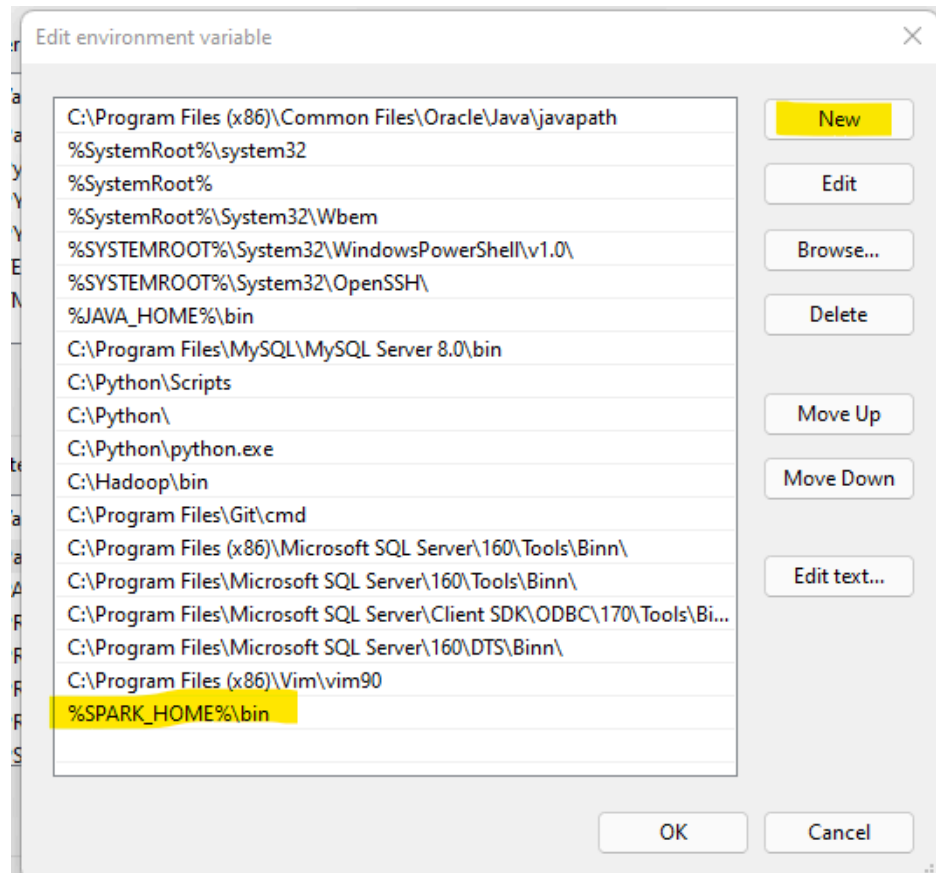 Edit environment variable
C:\Program Files (x86)\Common Files\Oracle\Java\javapath
%SystemRoot%\system32
%SystemRoot%
%SystemRoot%\System32\Wbem
%SYSTEMROOT%\System32\WindowsPowerShell\v1.0\
%SYSTEMROOT%\System32\OpenSSH\
%JAVA_HOME%\bin
C:\Program Files\MySQL\MySQL Server 8.0\bin
C:\Python\Scripts
C:\Python\
C:\Python\python.exe
C:\Hadoop\bin
C:\Program Files\Git\cmd
C:\Program Files (x86)\Microsoft SQL Server\160\Tools\Binn\
C:\Program Files\Microsoft SQL Server\160\Tools\Binn\
C:\Program Files\Microsoft SQL Server\Client SDK\ODBC\170\Tools\Bi...
C:\Program Files\Microsoft SQL Server\160\DTS\Binn\
C:\Program Files (x86)\Vim\vim90
%SPARK_HOME%\bin
New
Edit
Browse...
Delete
Move Up
Move Down
Edit text...
OK
Cancel